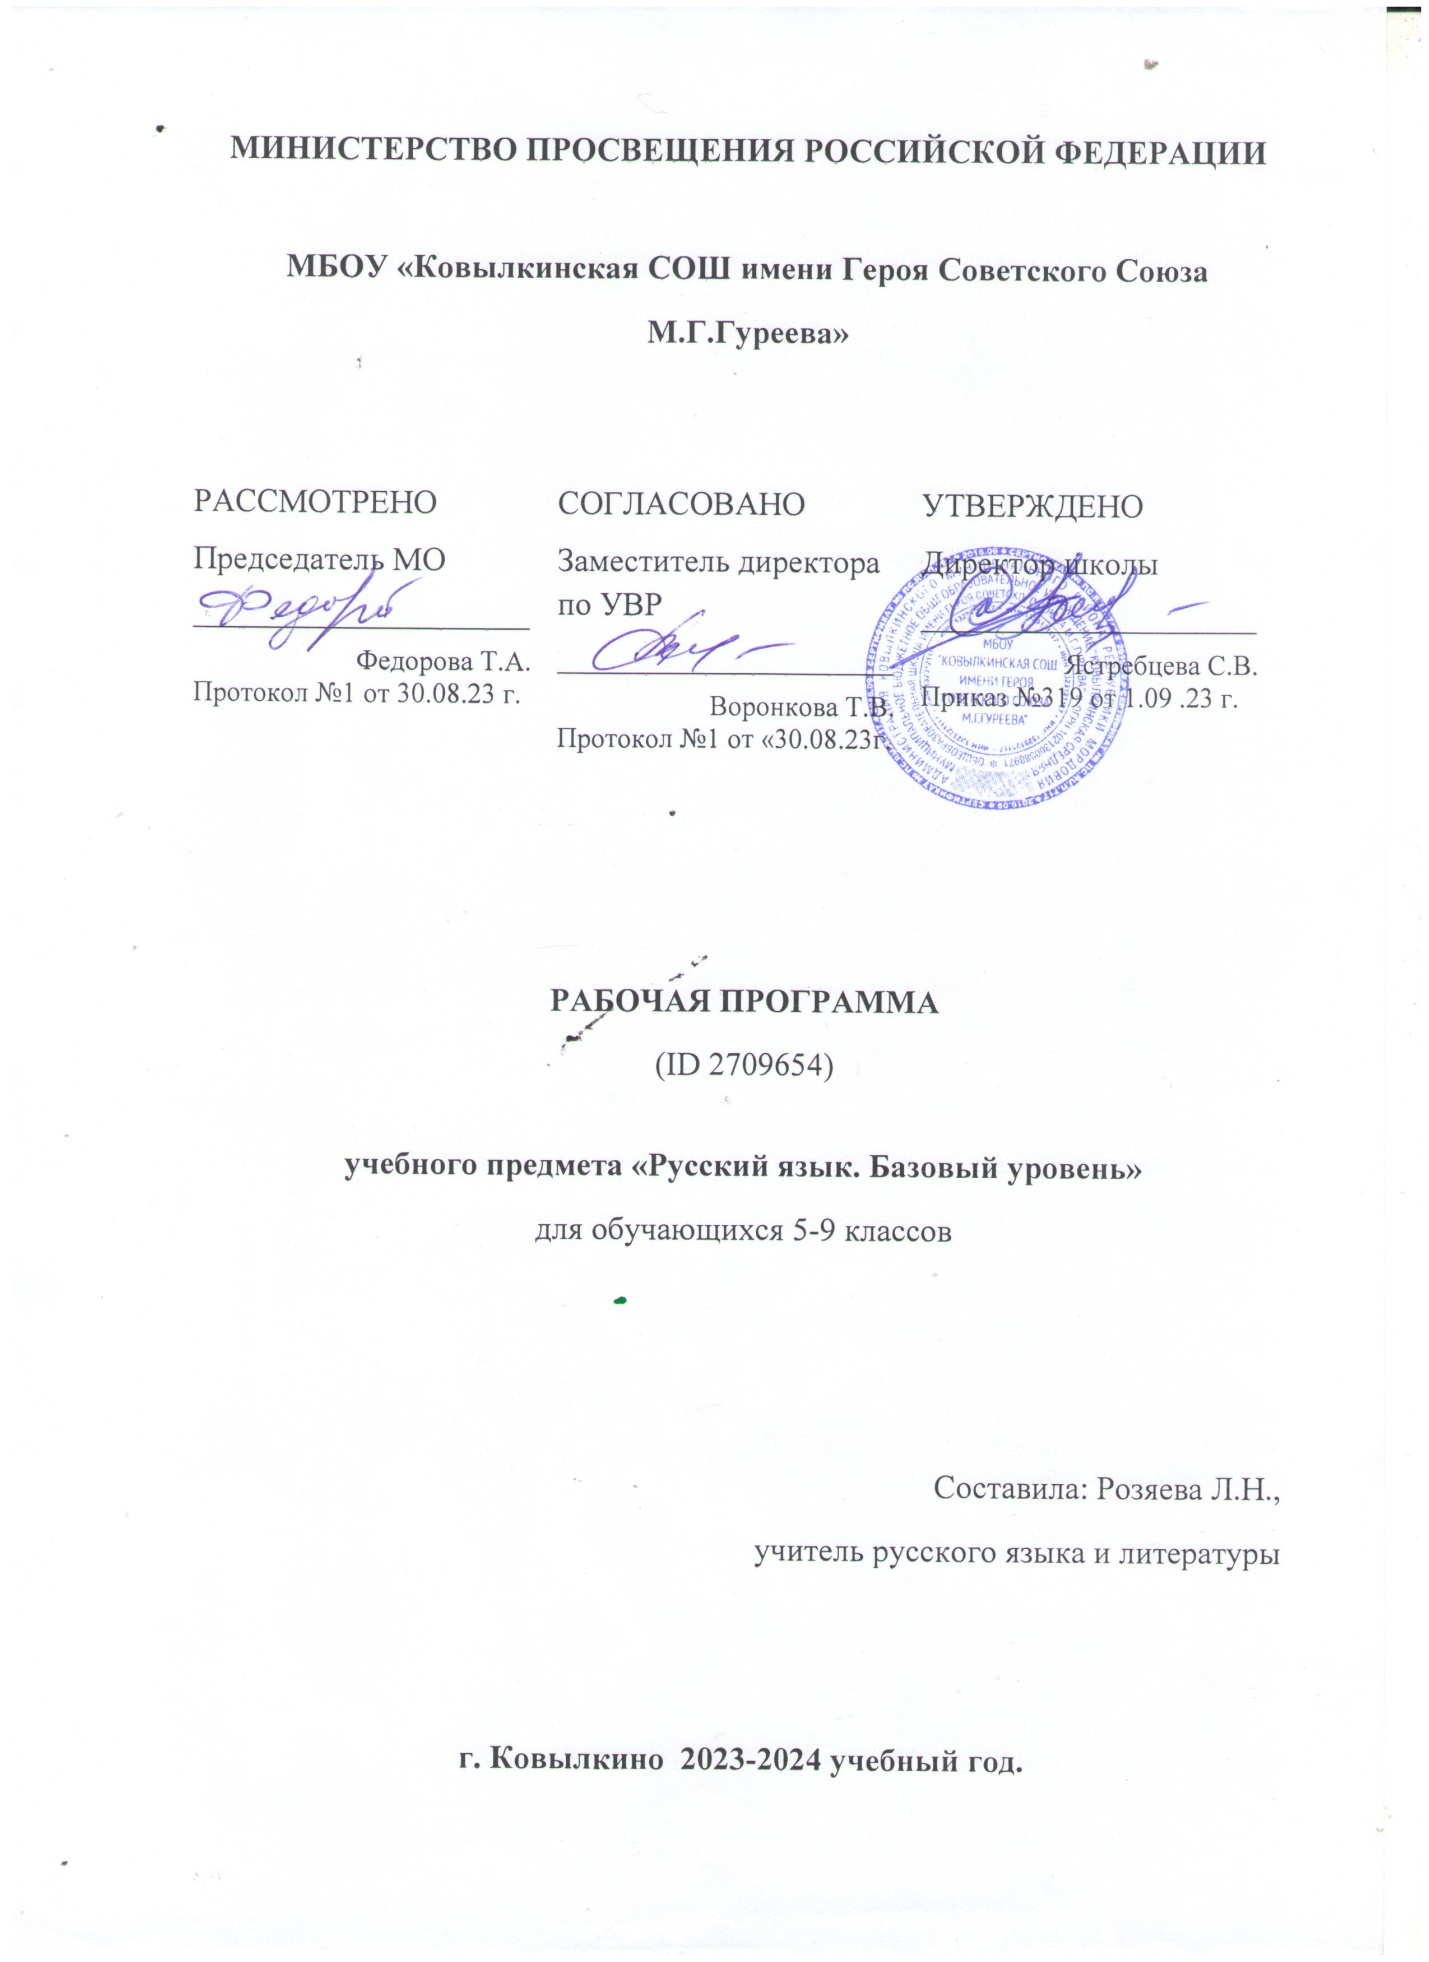 МИНИСТЕРСТВО ПРОСВЕЩЕНИЯ РОССИЙСКОЙ ФЕДЕРАЦИИ
МБОУ «Ковылкинская СОШ имени Героя Советского Союза
М.Г.Гуреева»
РАССМОТРЕНО
Председатель МО
Федорова Т.А.
Протокол №1 от 30.08.23 г.
СОГЛАСОВАНО
Заместитель директора
по УВР
Воронкова Т.В.
Протокол №1 от «30.08.23г.
УТВЕРЖДЕНО
Директор школы
Ястребцева С.В.
Приказ №319 от 1.09 .23 г.
МБОУ
"КОВЫЛКИНСКАЯ СОШ
ИМЕНИ ГЕРОЯ
М.Г.ГУРЕЕВА"
РАБОЧАЯ ПРОГРАММА
(ID 2709654)
учебного предмета «Русский язык. Базовый уровень»
для обучающихся 5-9 классов
Составила: Розяева Л.Н.,
учитель русского языка и литературы
г. Ковылкино  2023-2024 учебный год.